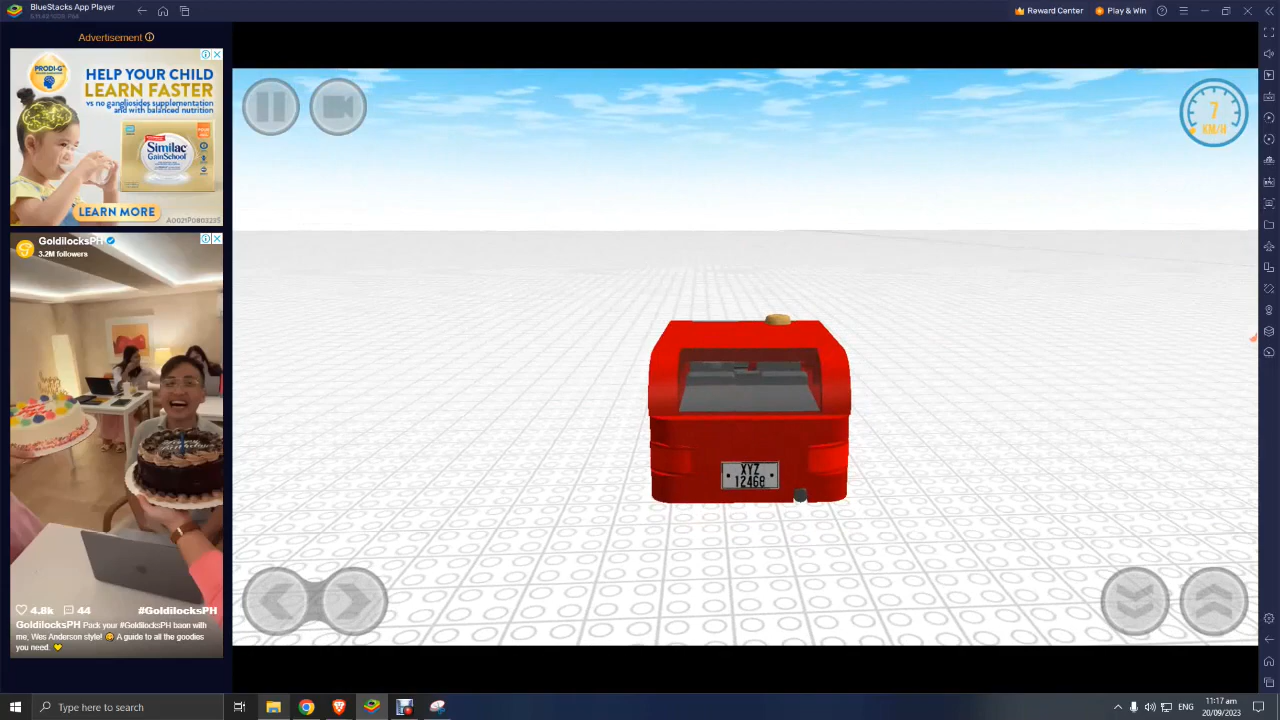 BlueStacks App Player
Reward Center
Play & Win
Advertisement
PRODI-G
HELP YOUR CHILD
LEARN FASTER
vs no gangliosides supplementation
and with balanced nutrition
Similac
GainSchool
LEARN MORE
GoldilocksPH
3.2M followers
4.8k 44 #GoldilocksPH
GoldilocksPH Pack your #GoldilocksPH baon with
me, Wes Anderson style! A guide to all the goodies
you need.
7
KM/H
XYZ
12468
Type here to search
ENG
11:17 am
20/09/2023